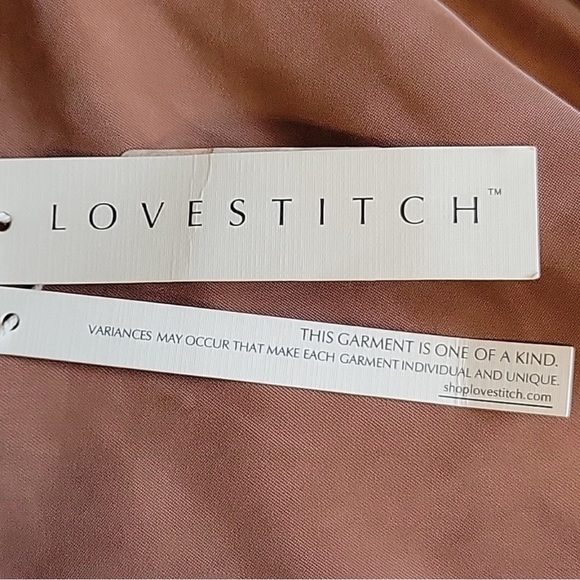 LOVESTITCH™
THIS GARMENT IS ONE OF A KIND.
VARIANCES MAY OCCUR THAT MAKE EACH GARMENT INDIVIDUAL AND UNIQUE.
shoplovestitch.com